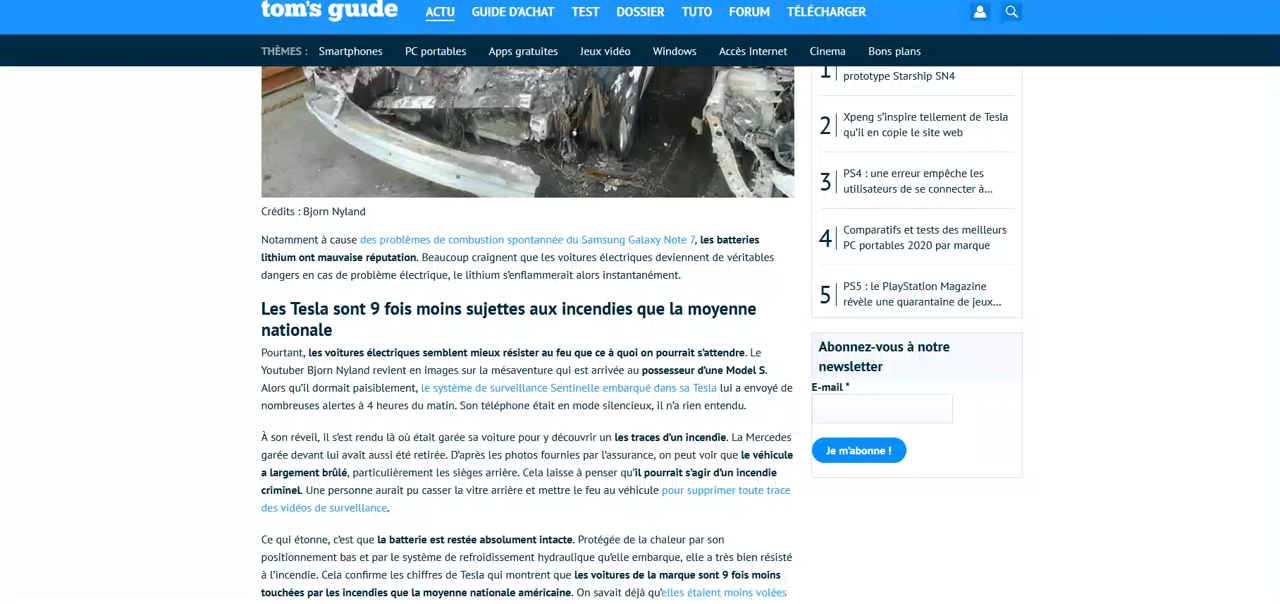 tom's guide
ACTU GUIDE D'ACHAT TEST DOSSIER TUTO FORUM TÉLÉCHARGER
THÈMES : Smartphones PC portables Apps gratuites Jeux vidéo Windows Accès Internet Cinema Bons plans
Crédits : Bjorn Nyland
Notamment à cause des problèmes de combustion spontannée du Samsung Galaxy Note 7, les batteries
lithium ont mauvaise réputation. Beaucoup craignent que les voitures électriques deviennent de véritables
dangers en cas de problème électrique, le lithium s'enflammerait alors instantanément.
Les Tesla sont 9 fois moins sujettes aux incendies que la moyenne
nationale
Pourtant, les voitures électriques semblent mieux résister au feu que ce à quoi on pourrait s'attendre. Le
Youtuber Bjorn Nyland revient en images sur la mésaventure qui est arrivée au possesseur d'une Model S.
Alors qu'il dormait paisiblement, le système de surveillance Sentinelle embarqué dans sa Tesla lui a envoyé de
nombreuses alertes à 4 heures du matin. Son téléphone était en mode silencieux, il n'a rien entendu.
À son réveil, il s'est rendu là où était garée sa voiture pour y découvrir un les traces d'un incendie. La Mercedes
garée devant lui avait aussi été retirée. D'après les photos fournies par l'assurance, on peut voir que le véhicule
a largement brûlé, particulièrement les sièges arrière. Cela laisse à penser qu'il pourrait s'agir d'un incendie
criminel. Une personne aurait pu casser la vitre arrière et mettre le feu au véhicule pour supprimer toute trace
des vidéos de surveillance.
Ce qui étonne, c'est que la batterie est restée absolument intacte. Protégée de la chaleur par son
positionnement bas et par le système de refroidissement hydraulique qu'elle embarque, elle a très bien résisté
à l'incendie. Cela confirme les chiffres de Tesla qui montrent que les voitures de la marque sont 9 fois moins
touchées par les incendies que la moyenne nationale américaine. On savait déjà qu'elles étaient moins volées
1 prototype Starship SN4
2 Xpeng s'inspire tellement de Tesla
qu'il en copie le site web
3 PS4 : une erreur empêche les
utilisateurs de se connecter à...
4 Comparatifs et tests des meilleurs
PC portables 2020 par marque
5 PS5 : le PlayStation Magazine
révèle une quarantaine de jeux...
Abonnez-vous à notre
newsletter
E-mail *
Je m'abonne !